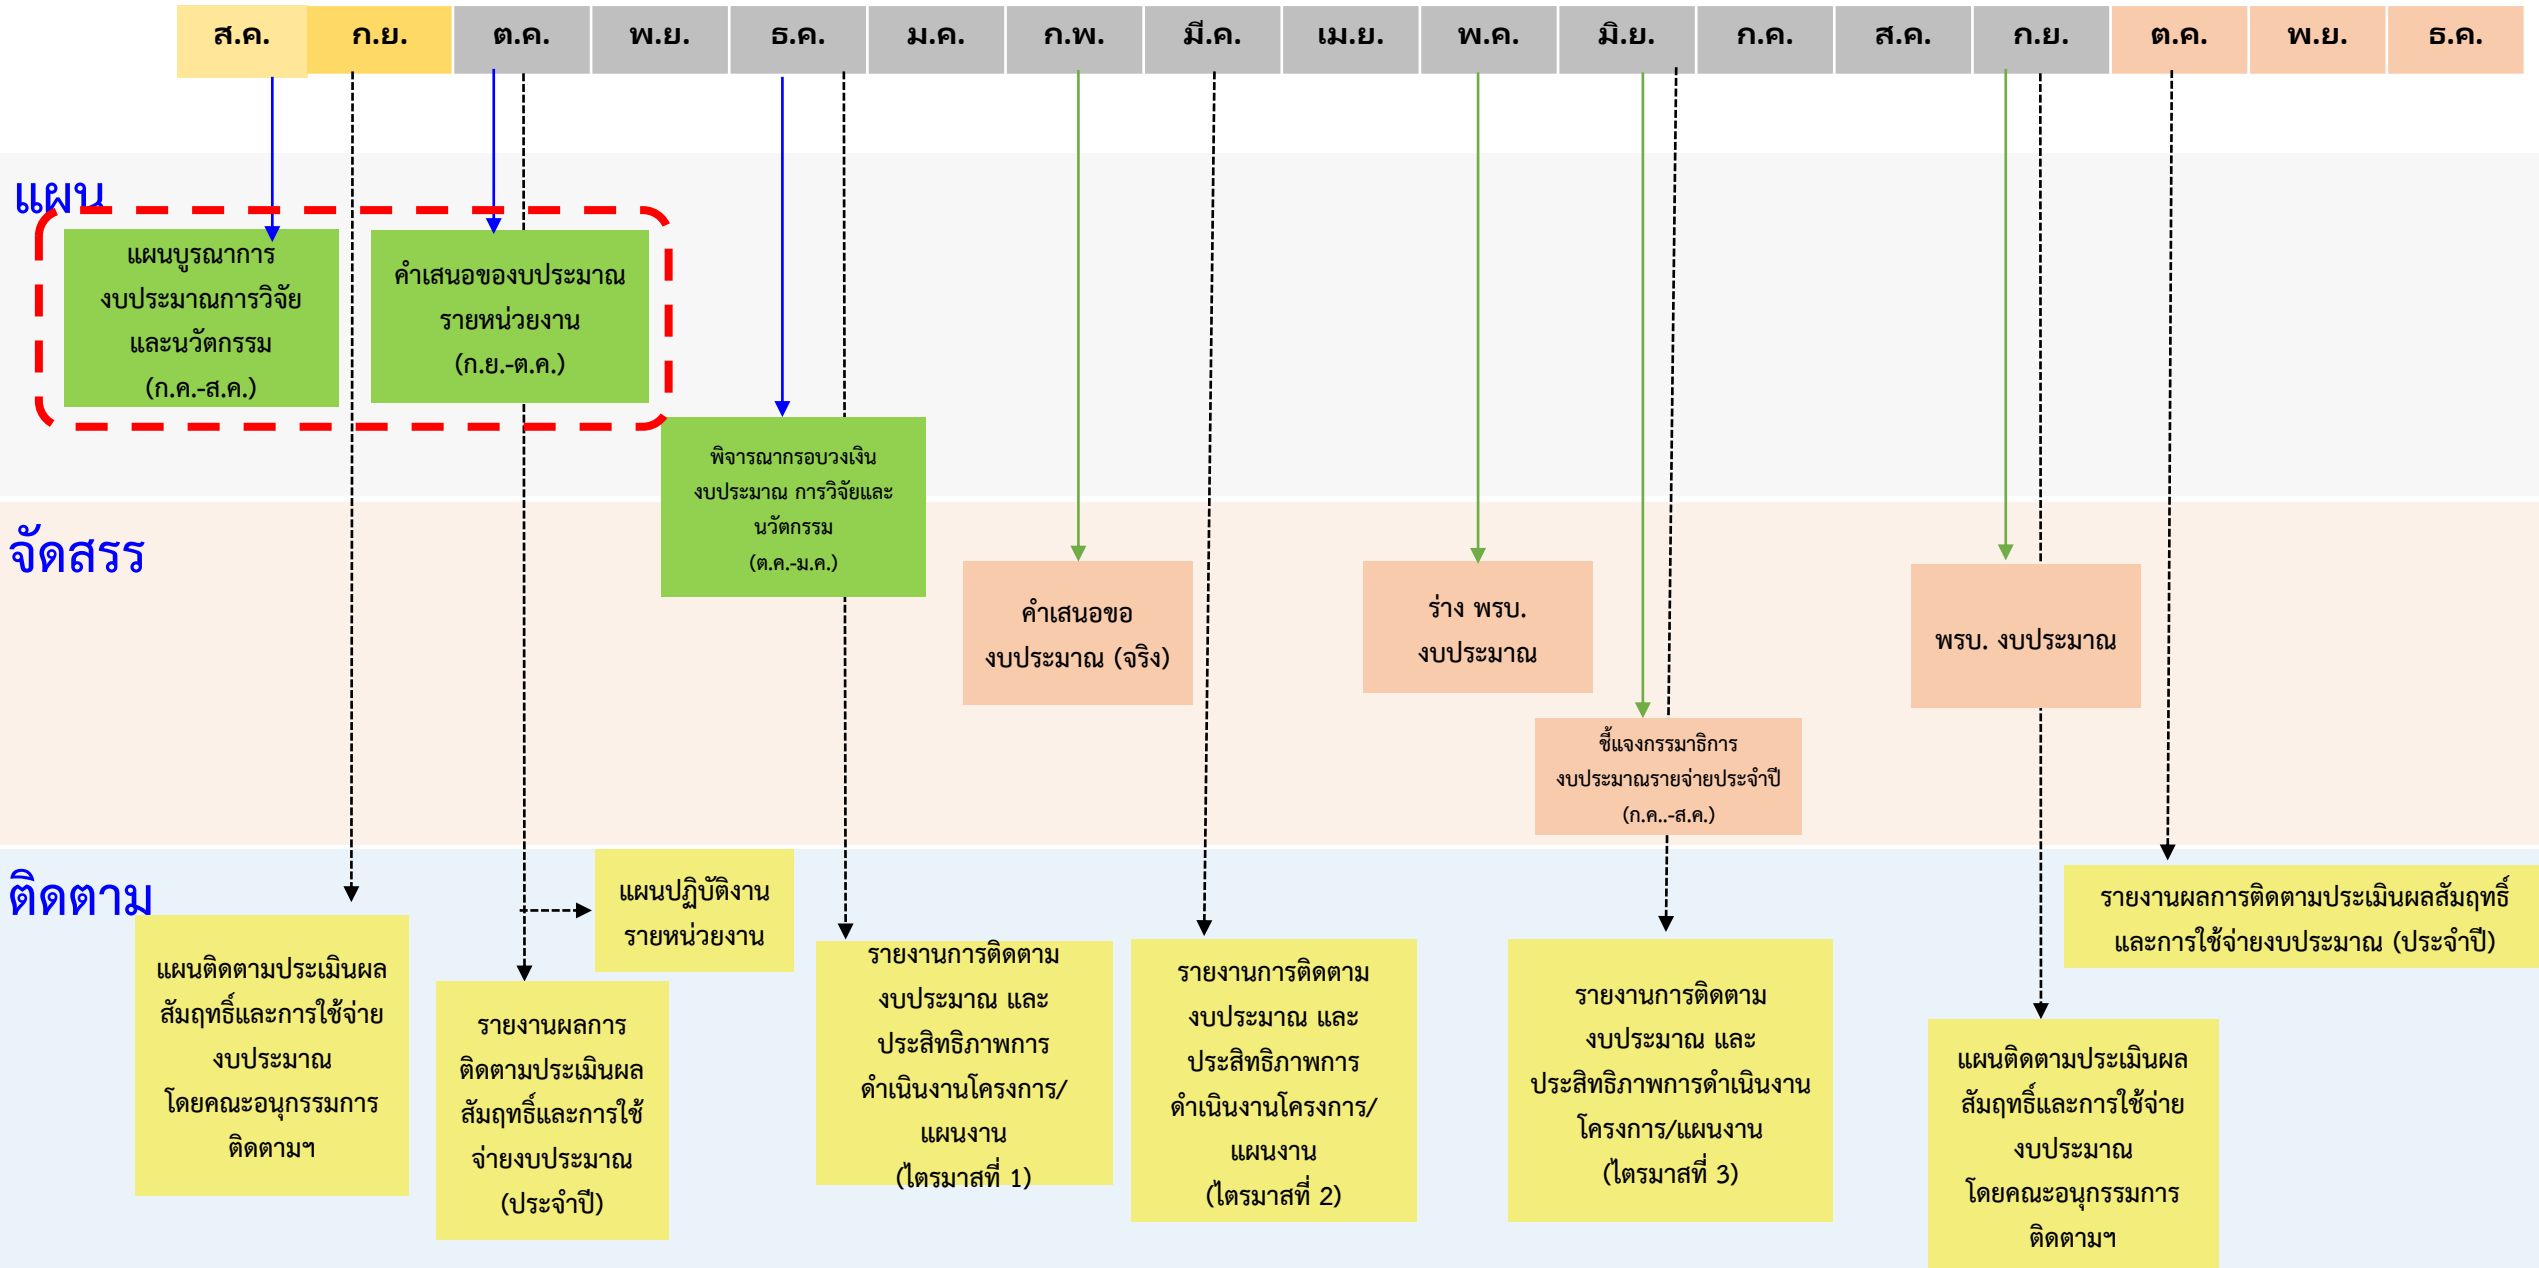 ส.ค. ก.ย. ต.ค. พ.ย. ธ.ค. ม.ค. ก.พ. มี.ค. เม.ย. พ.ค. มิ.ย. ก.ค. ส.ค. ก.ย. ต.ค. พ.ย. ธ.ค.
แผน
แผนบูรณาการ
งบประมาณการวิจัย
และนวัตกรรม
(ก.ค.-ส.ค.)
คำเสนอของบประมาณ
รายหน่วยงาน
(ก.ย.-ต.ค.)
พิจารณากรอบวงเงิน
งบประมาณ การวิจัยและ
นวัตกรรม
(ต.ค.-ม.ค.)
จัดสรร
คำเสนอขอ
งบประมาณ (จริง)
ร่าง พรบ.
งบประมาณ
ชี้แจงกรรมาธิการ
งบประมาณรายจ่ายประจำปี
(ก.ค..-ส.ค.)
พรบ. งบประมาณ
ติดตาม
แผนติดตามประเมินผล
สัมฤทธิ์และการใช้จ่าย
งบประมาณ
โดยคณะอนุกรรมการ
ติดตามฯ
รายงานผลการ
ติดตามประเมินผล
สัมฤทธิ์และการใช้
จ่ายงบประมาณ
(ประจำปี)
แผนปฏิบัติงาน
รายหน่วยงาน
รายงานการติดตาม
งบประมาณ และ
ประสิทธิภาพการ
ดำเนินงานโครงการ/
แผนงาน
(ไตรมาสที่ 1)
รายงานการติดตาม
งบประมาณ และ
ประสิทธิภาพการ
ดำเนินงานโครงการ/
แผนงาน
(ไตรมาสที่ 2)
รายงานการติดตาม
งบประมาณ และ
ประสิทธิภาพการดำเนินงาน
โครงการ/แผนงาน
(ไตรมาสที่ 3)
แผนติดตามประเมินผล
สัมฤทธิ์และการใช้จ่าย
งบประมาณ
โดยคณะอนุกรรมการ
ติดตามฯ
รายงานผลการติดตามประเมินผลสัมฤทธิ์
และการใช้จ่ายงบประมาณ (ประจำปี)